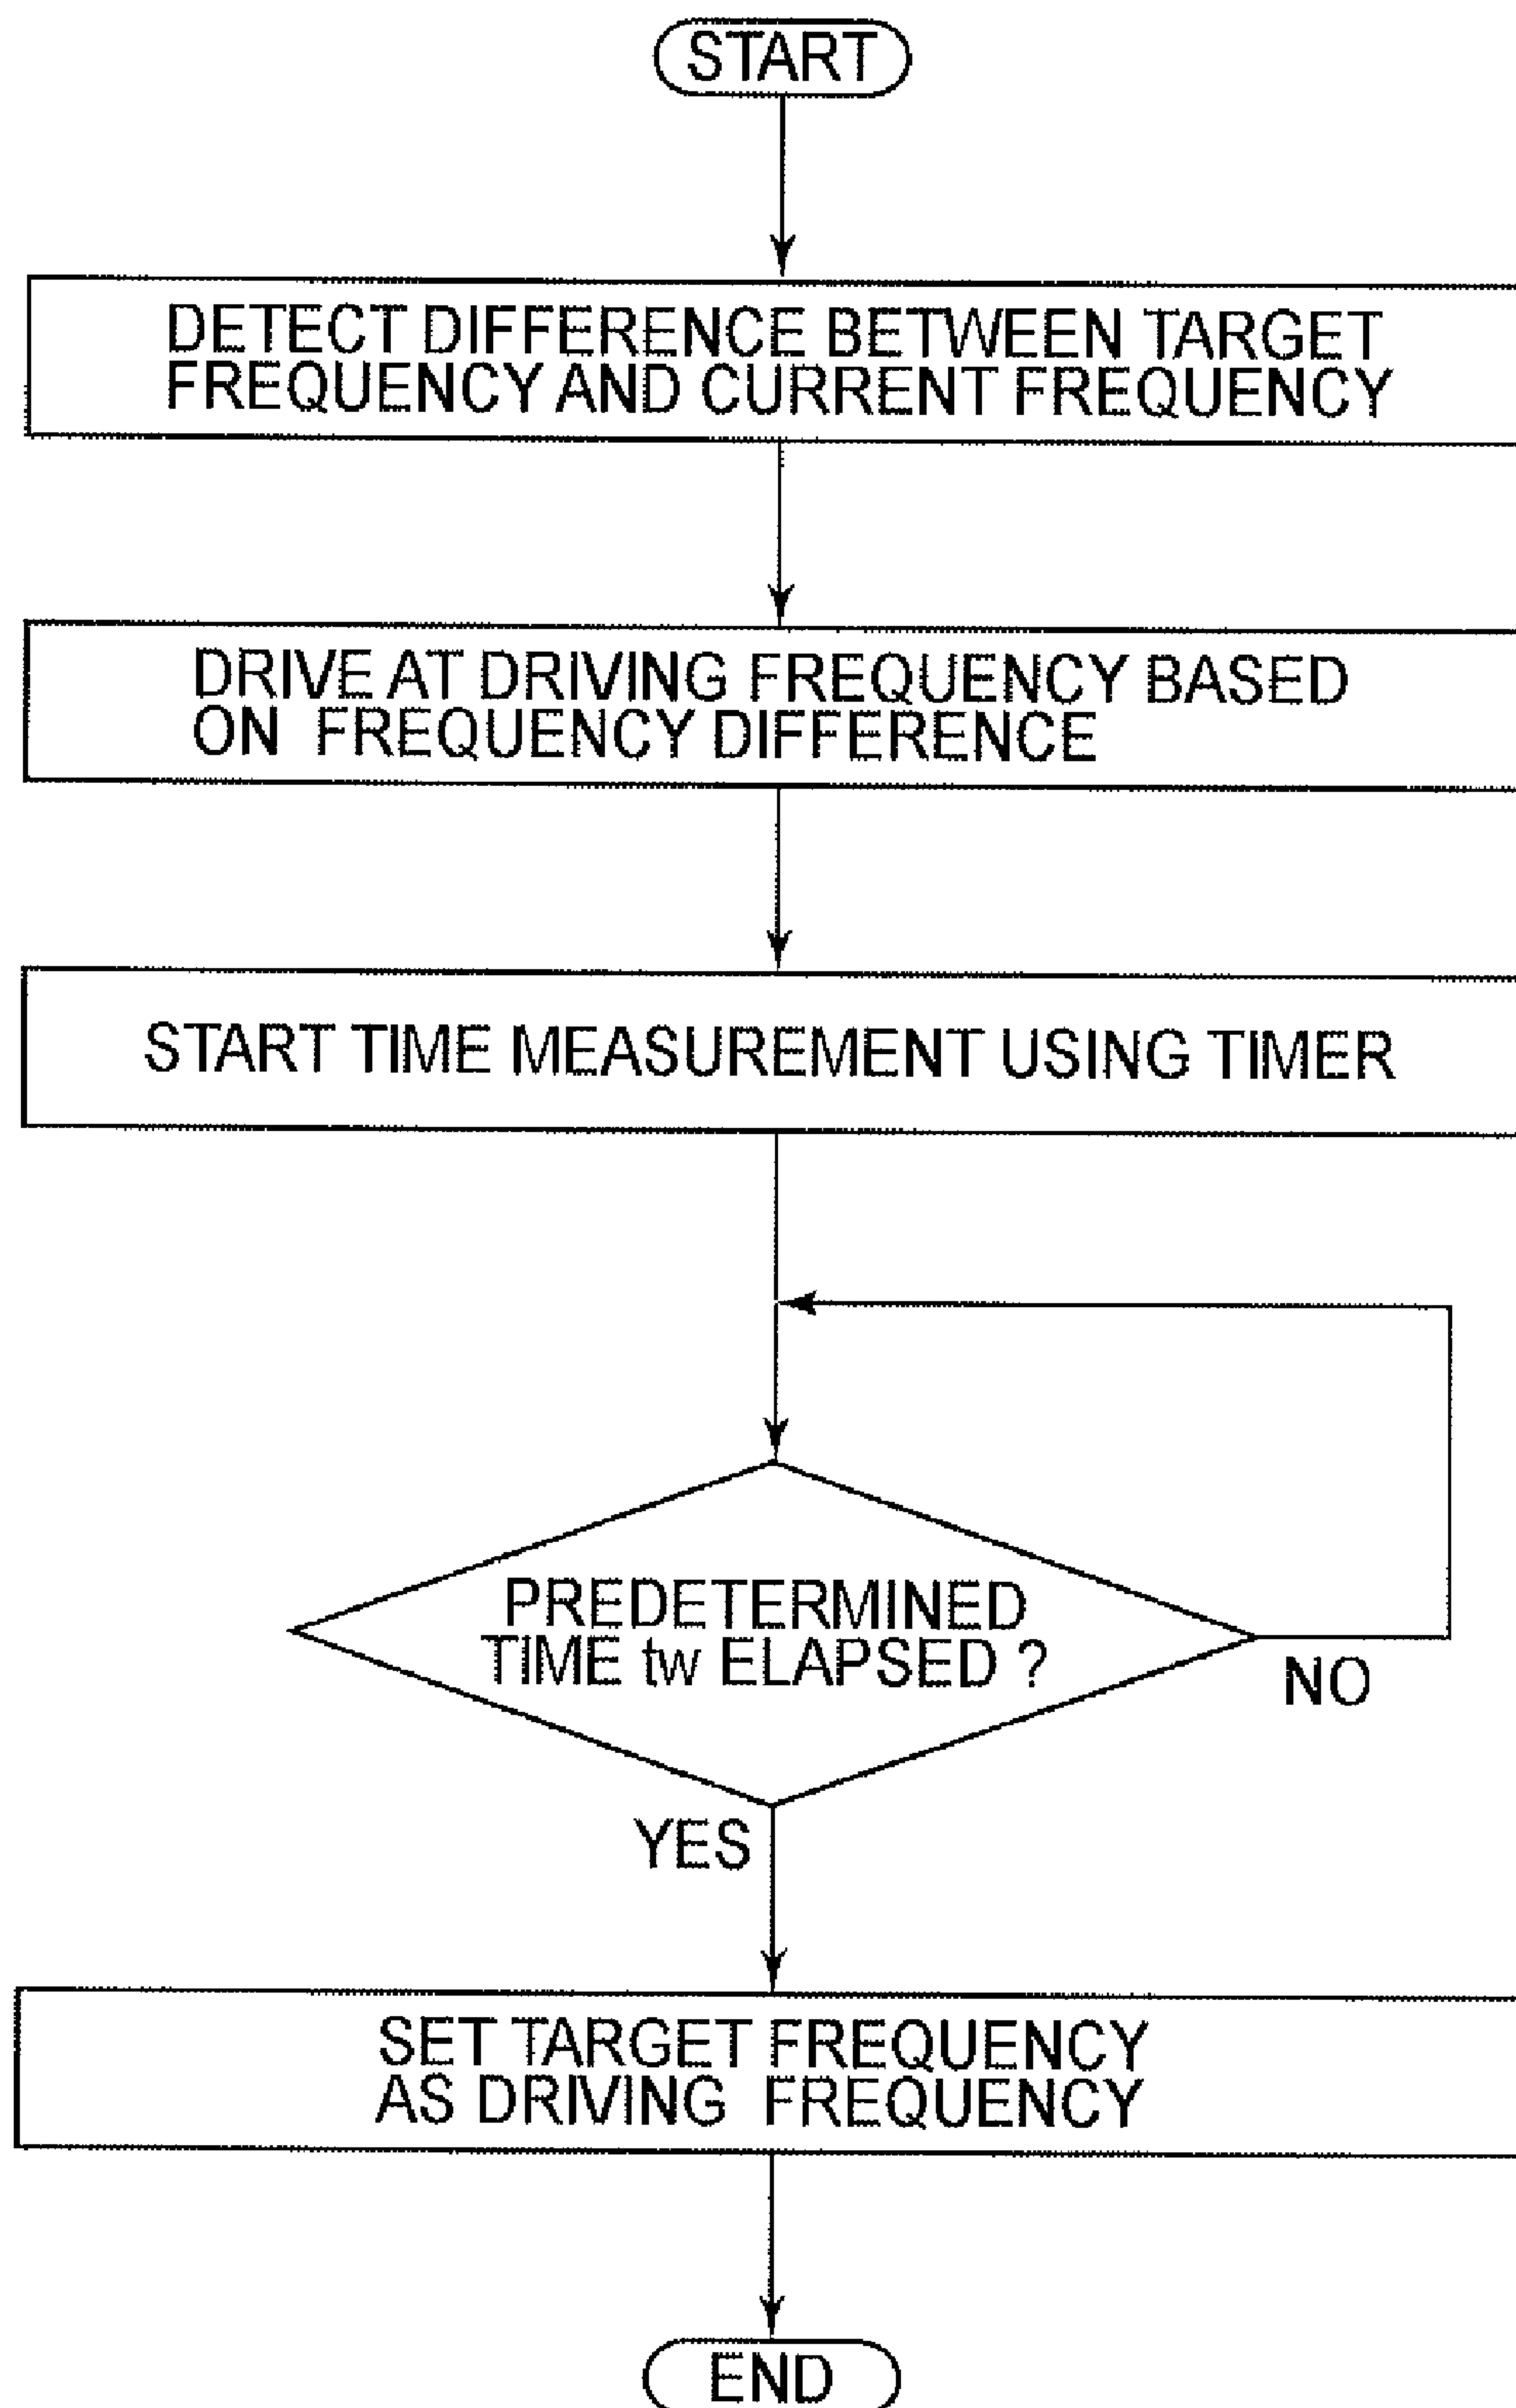 START
DETECT DIFFERENCE BETWEEN TARGET
FREQUENCY AND CURRENT FREQUENCY
DRIVE AT DRIVING FREQUENCY BASED
ON FREQUENCY DIFFERENCE
START TIME MEASUREMENT USING TIMER
PREDETERMINED
TIME tw ELAPSED ?
NO
YES
SET TARGET FREQUENCY
AS DRIVING FREQUENCY
END